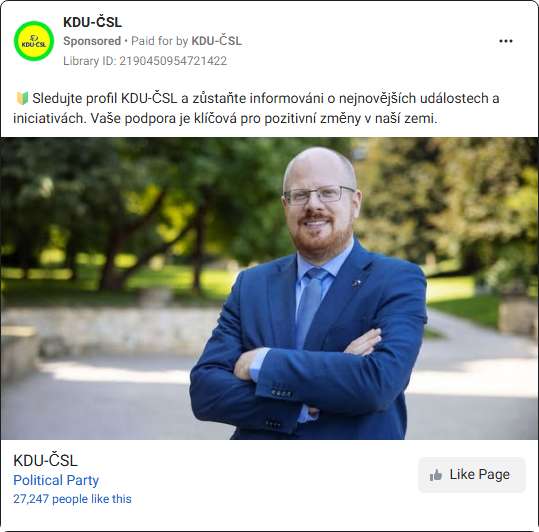 KDU-ČSL
Sponsored • Paid for by KDU-ČSL
Library ID: 2190450954721422
KDU-ČSL
🔰Sledujte profil KDU-ČSL a zůstaňte informováni o nejnovějších událostech a
iniciativách. Vaše podpora je klíčová pro pozitivní změny v naší zemi.
KDU-ČSL
Political Party
27,247 people like this
Like Page